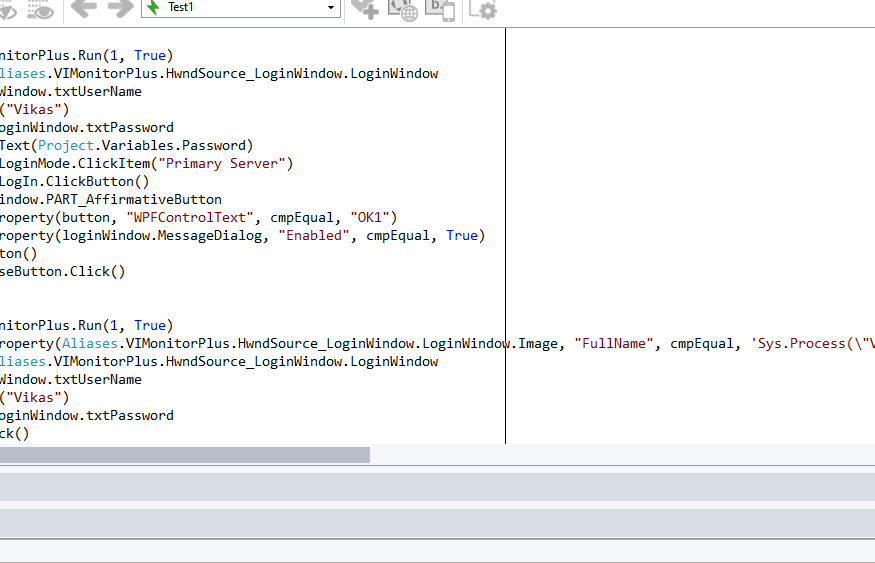 Test1
nitorPlus.Run(1, True)
liases.VIMonitorPlus.HwndSource_LoginWindow.LoginWindow
Window.txtUserName
("Vikas")
oginWindow.txtPassword
Text(Project.Variables.Password)
LoginMode.ClickItem("Primary Server")
LogIn.ClickButton()
indow.PART_AffirmativeButton
roperty(button, "WPFControlText", cmpEqual, "OK1")
roperty(loginWindow.MessageDialog, "Enabled", cmpEqual, True)
ton()
seButton.Click()
nitorPlus.Run(1, True)
roperty(Aliases.VIMonitorPlus.HwndSource_LoginWindow.LoginWindow.Image, "FullName", cmpEqual, 'Sys.Process(\"V
liases.VIMonitorPlus.HwndSource_LoginWindow.LoginWindow
Window.txtUserName
("Vikas")
oginWindow.txtPassword
ck()